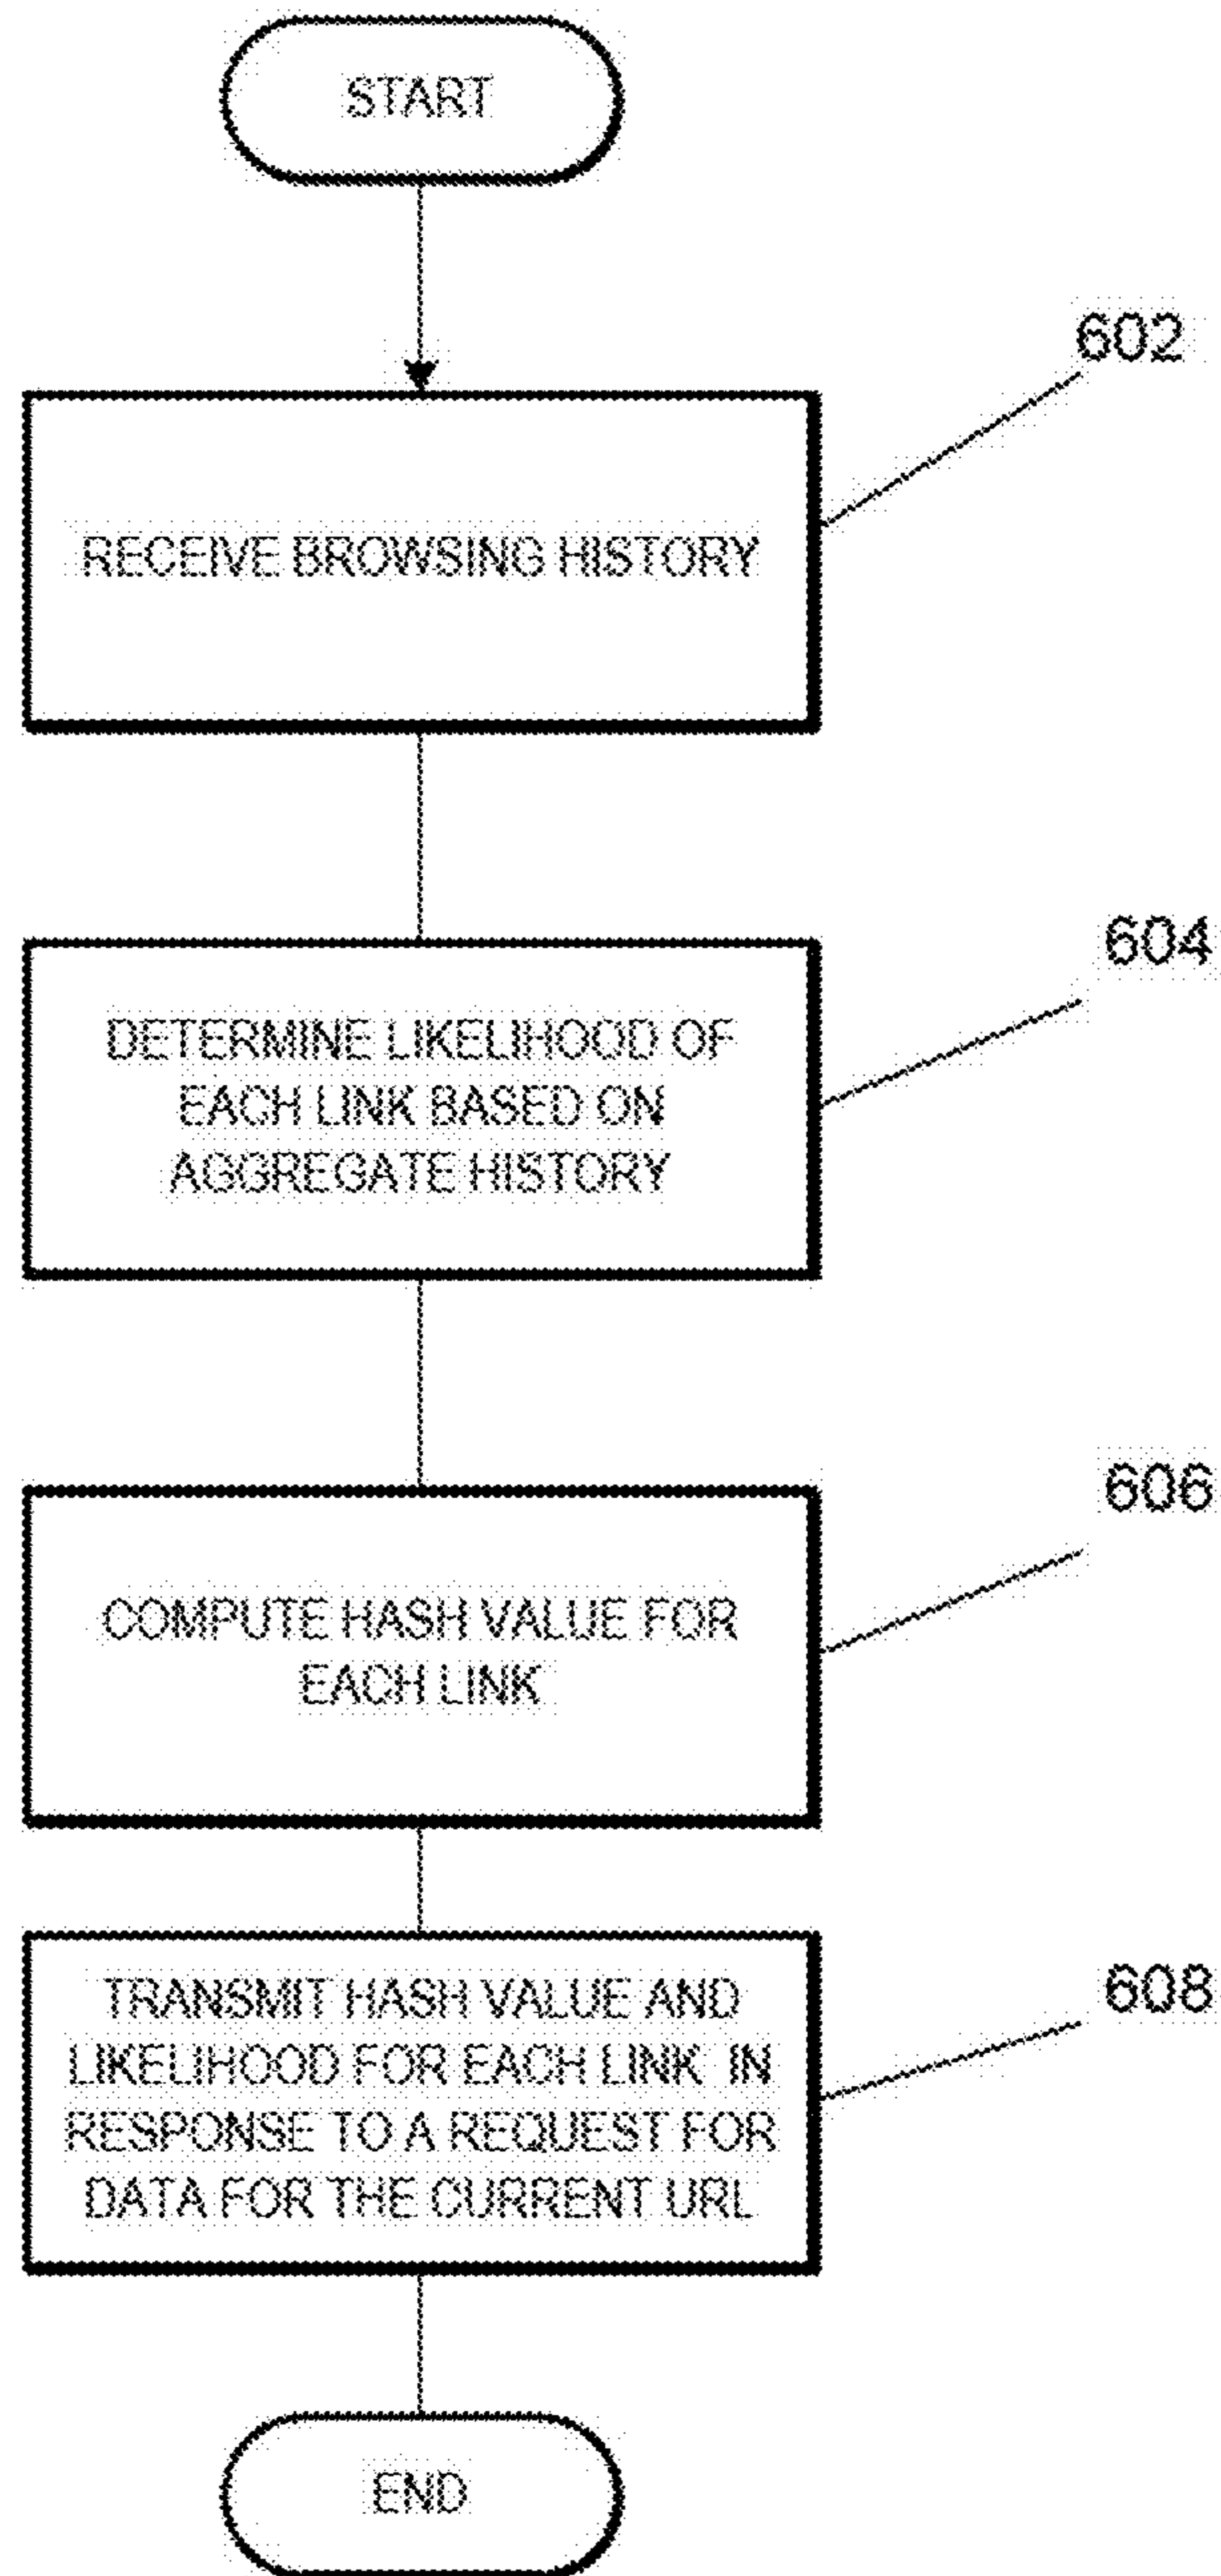 START
602
RECEIVE BROWSING HISTORY
604
DETERMINE LIKELIHOOD OF
EACH LINK BASED ON
AGGREGATE HISTORY
606
COMPUTE HASH VALUE FOR
EACH LINK
608
TRANSMIT HASH VALUE AND
LIKELIHOOD FOR EACH LINK IN
RESPONSE TO A REQUEST FOR
DATA FOR THE CURRENT URL
END